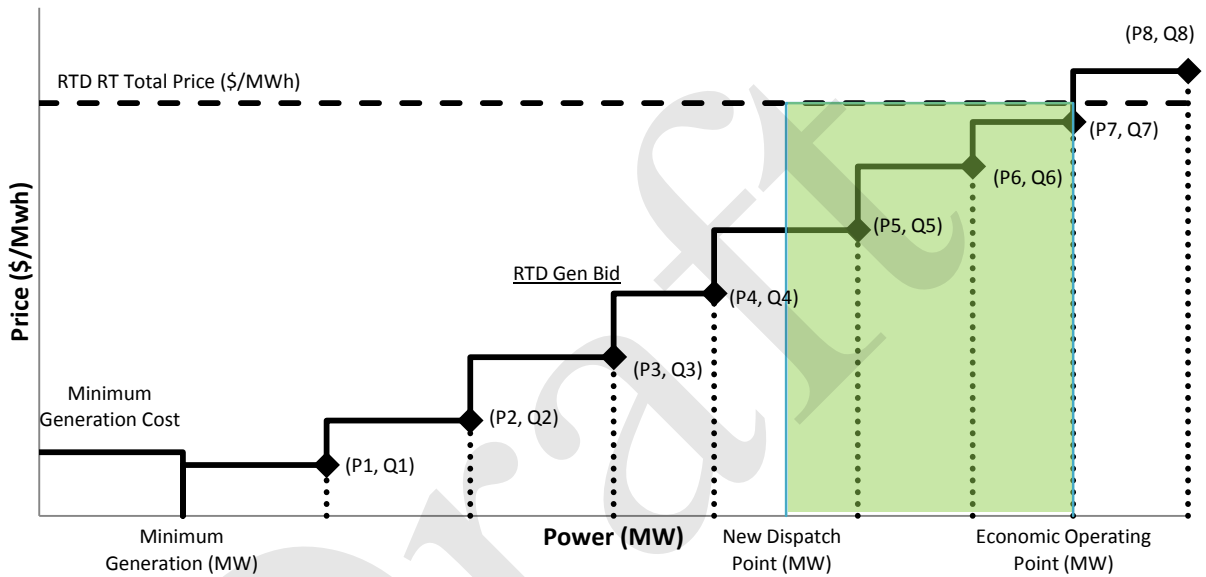 (P8, Q8)
RTD RT Total Price ($/MWh)
(P7, Q7)
(P6, Q6)
(P5, Q5)
RTD Gen Bid
(P4, Q4)
(P3, Q3)
Minimum
Generation Cost
(P2, Q2)
(P1, Q1)
Price ($/Mwh)
Minimum
Generation (MW)
Power (MW)
New Dispatch
Point (MW)
Economic Operating
Point (MW)
Draft